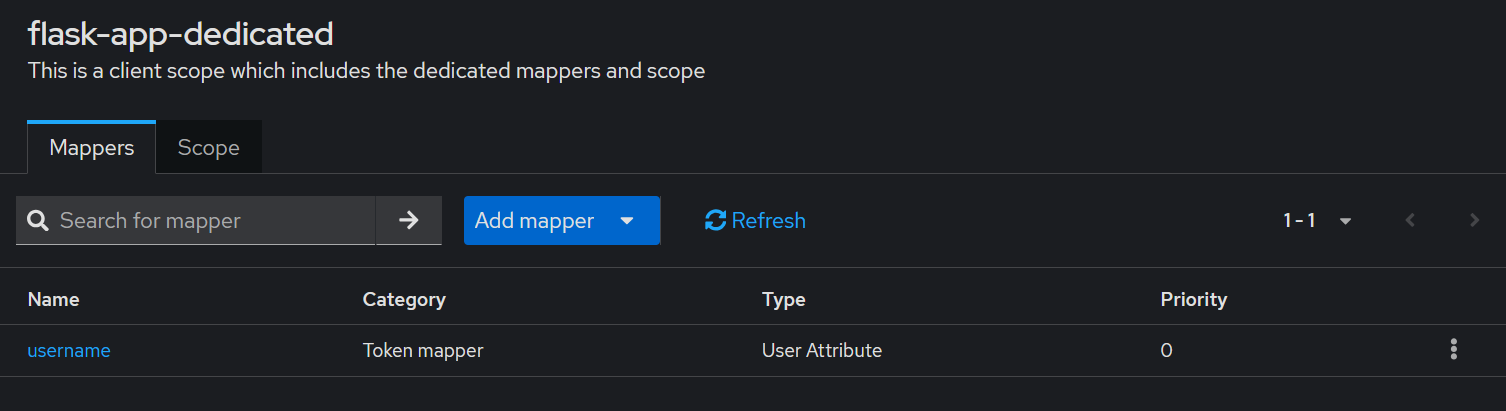 flask-app-dedicated
This is a client scope which includes the dedicated mappers and scope
Mappers Scope
Search for mapper Add mapper Refresh 1 - 1
Name Category Type Priority
username Token mapper User Attribute 0